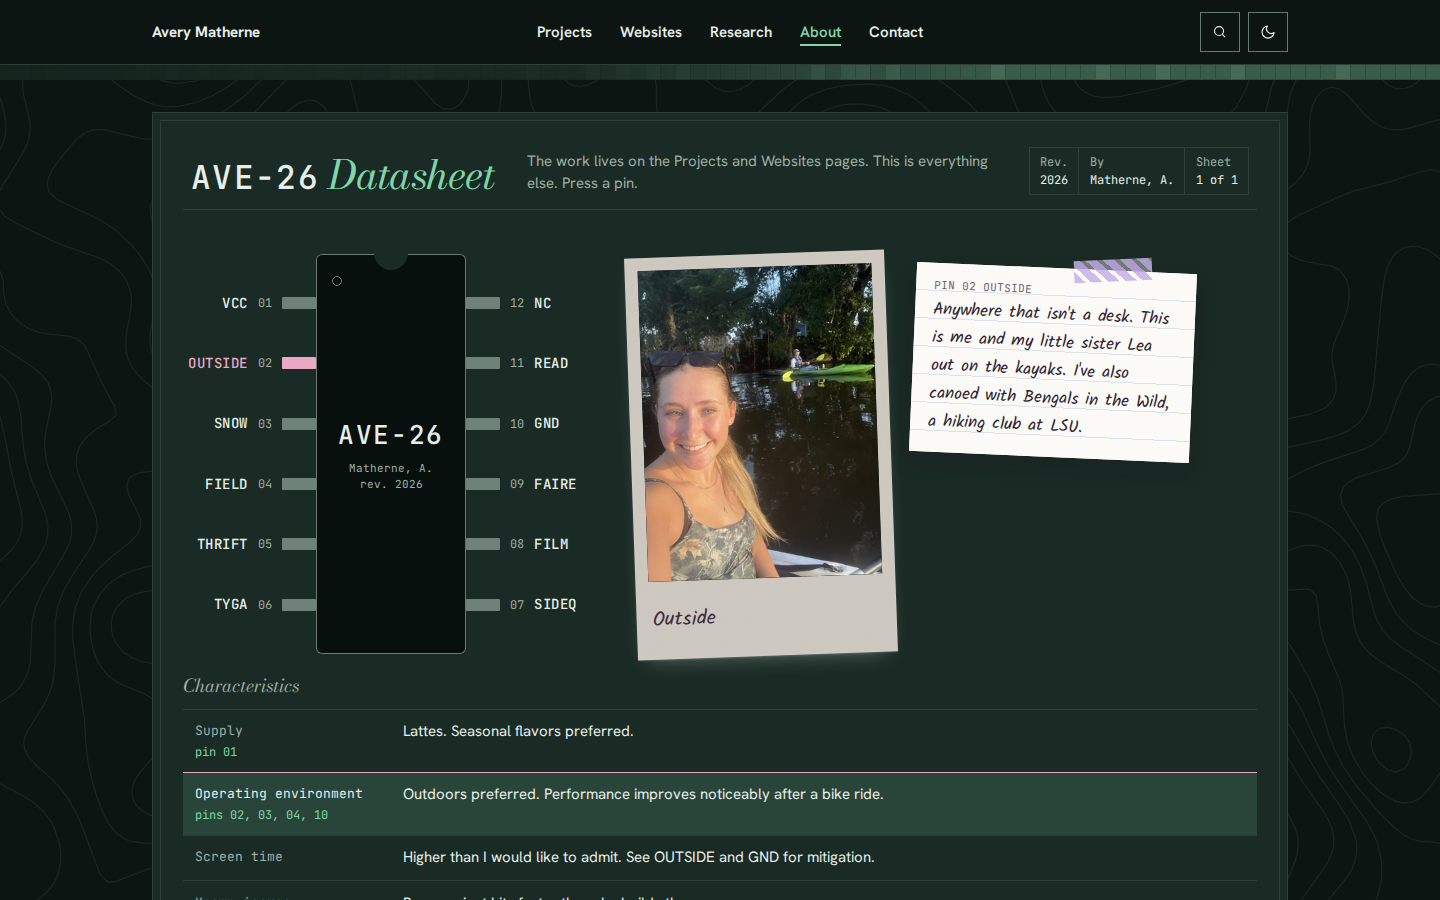 Avery Matherne
Projects Websites Research About Contact
AVE-26 Datasheet
The work lives on the Projects and Websites pages. This is everything
else. Press a pin.
Rev.
2026
By
Matherne, A.
Sheet
1 of 1
VCC 01
OUTSIDE 02
SNOW 03
FIELD 04
THRIFT 05
TYGA 06
AVE-26
Matherne, A.
rev. 2026
12 NC
11 READ
10 GND
09 FAIRE
08 FILM
07 SIDEQ
Outside
PIN 02 OUTSIDE
Anywhere that isn't a desk. This
is me and my little sister Lea
out on the kayaks. I've also
canoed with Bengals in the Wild,
a hiking club at LSU.
Characteristics
Supply
pin 01
Lattes. Seasonal flavors preferred.
Operating environment
pins 02, 03, 04, 10
Outdoors preferred. Performance improves noticeably after a bike ride.
Screen time
Higher than I would like to admit. See OUTSIDE and GND for mitigation.